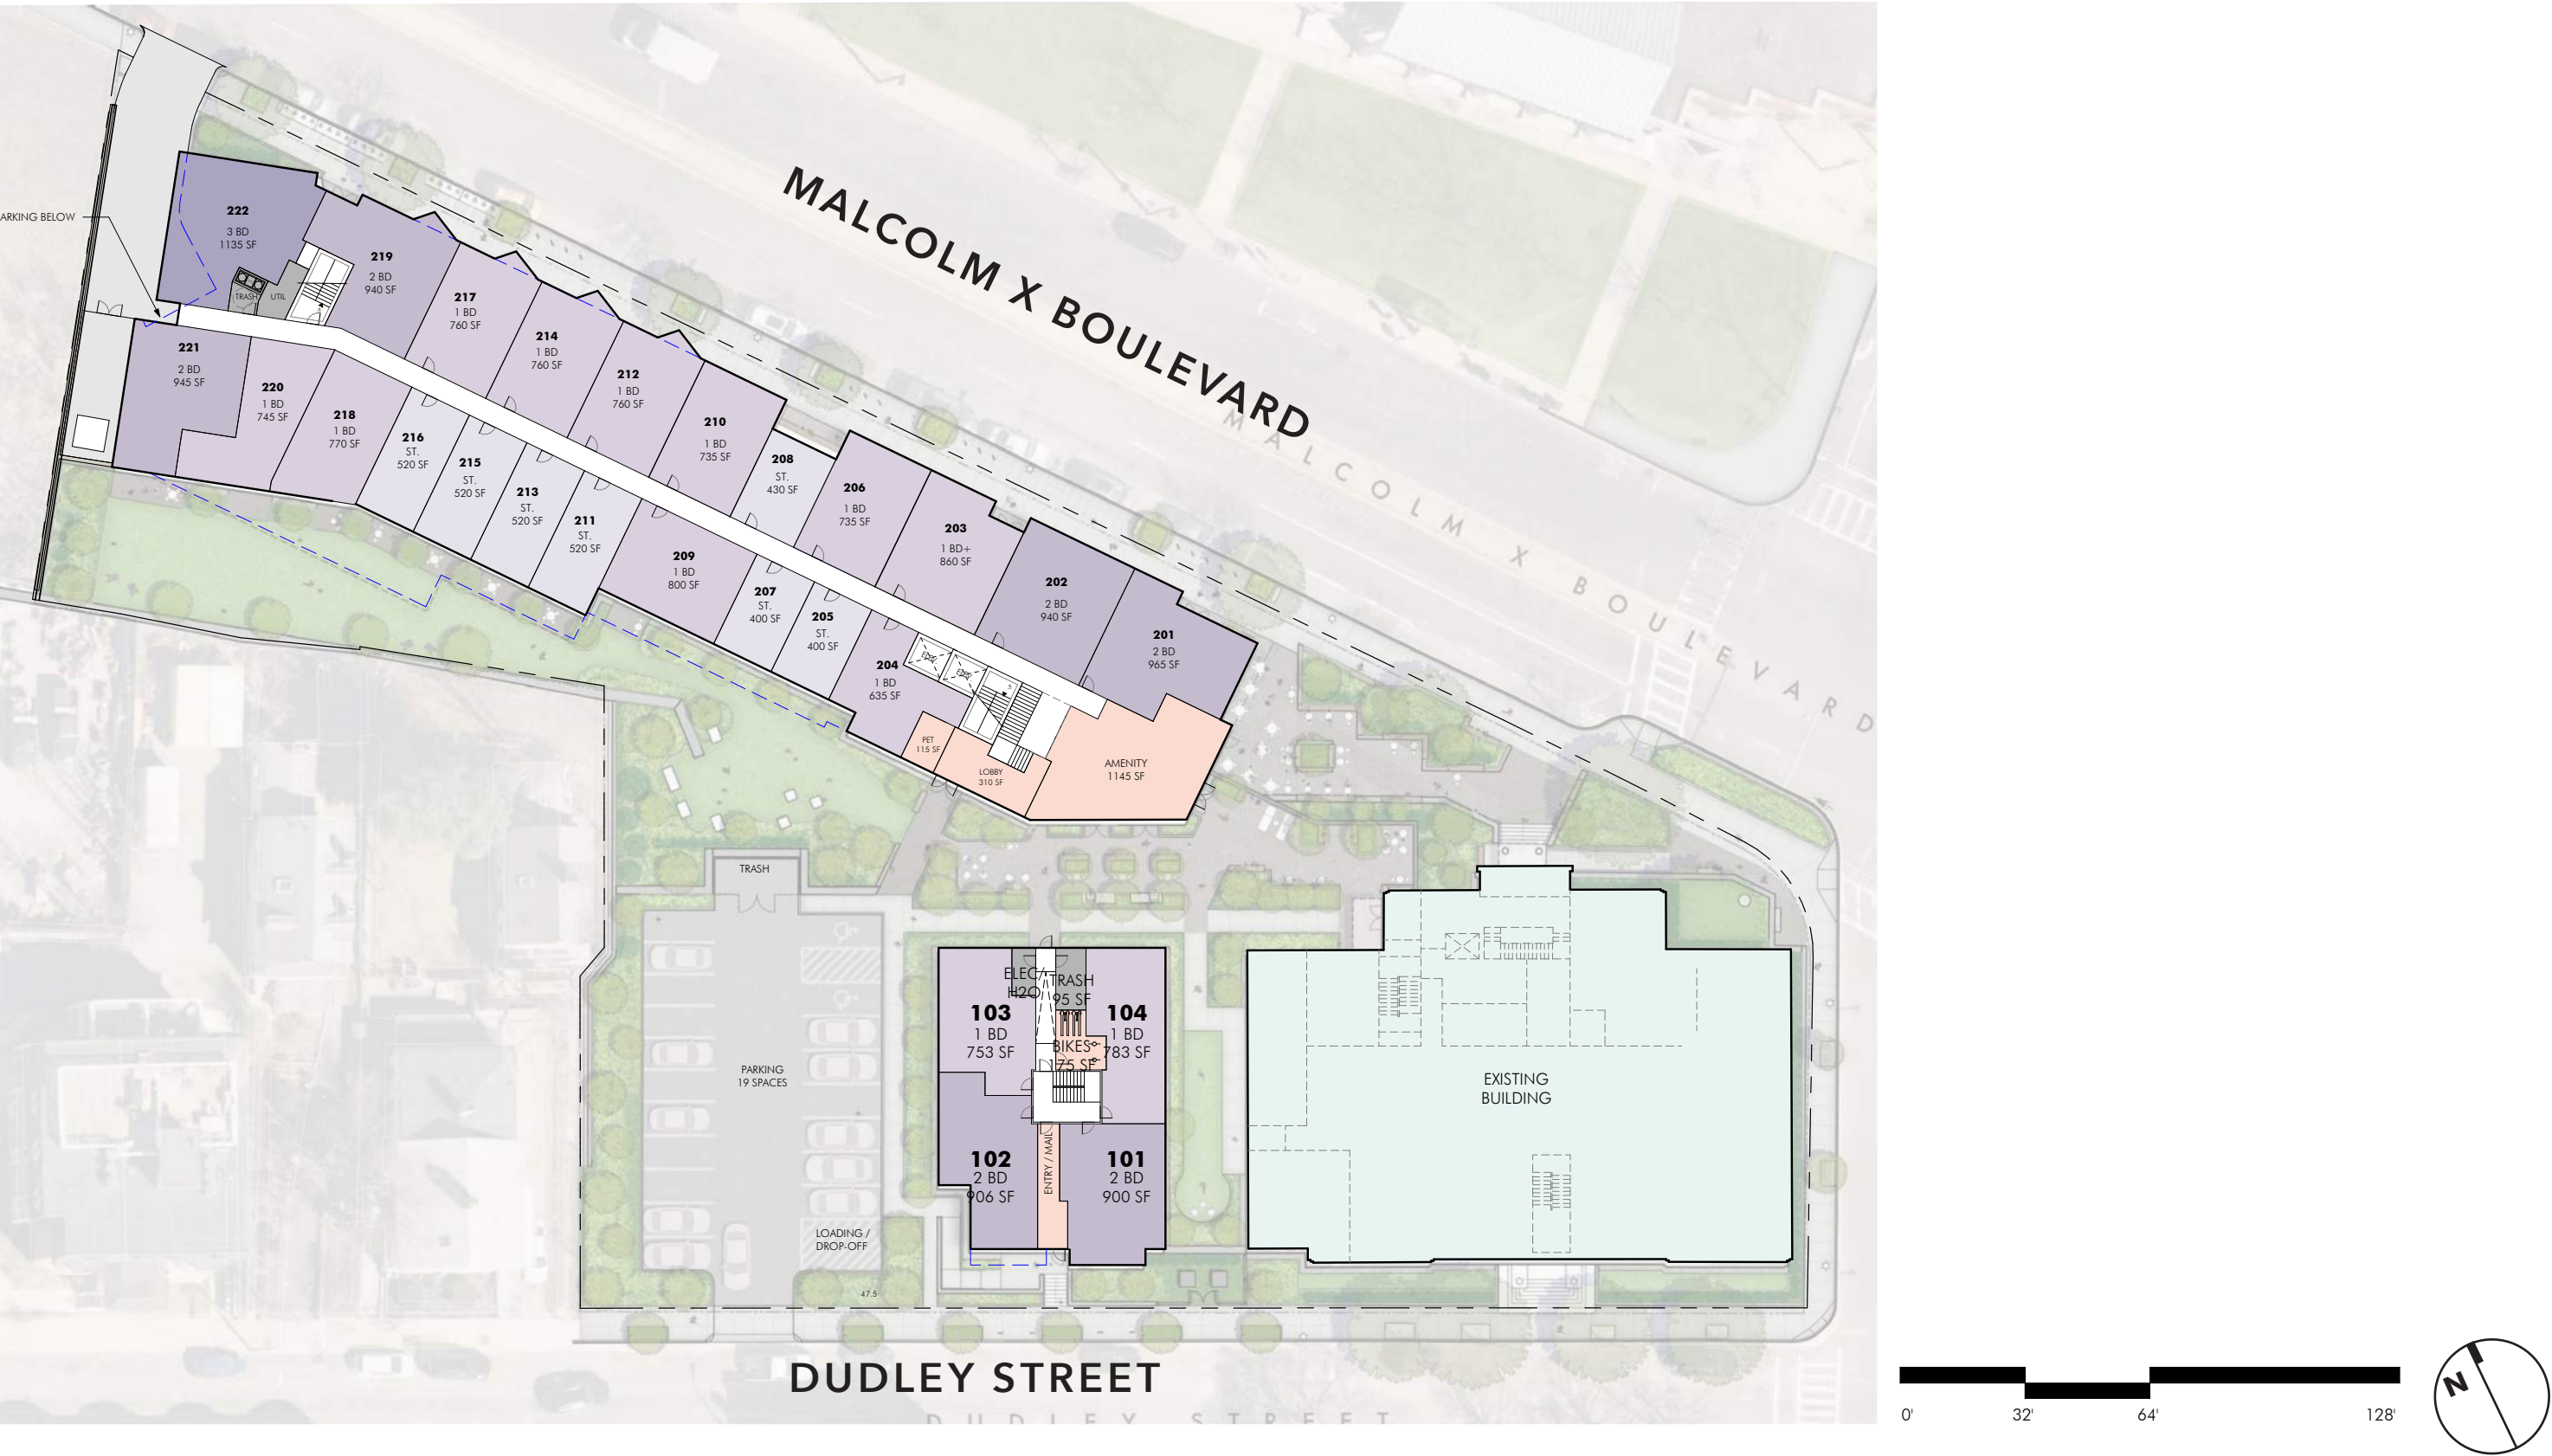 MALCOLM X BOULEVARD
MALCOLM X BOULEVARD
ARKING BELOW
222
3 BD
1135 SF
TRASH
UTIL
219
2 BD
940 SF
217
1 BD
760 SF
214
1 BD
760 SF
212
1 BD
760 SF
210
1 BD
735 SF
208
ST.
430 SF
206
1 BD
735 SF
203
1 BD+
860 SF
202
2 BD
940 SF
201
2 BD
965 SF
221
2 BD
945 SF
220
1 BD
745 SF
218
1 BD
770 SF
216
ST.
520 SF
215
ST.
520 SF
213
ST.
520 SF
211
ST.
520 SF
209
1 BD
800 SF
207
ST.
400 SF
205
ST.
400 SF
204
1 BD
635 SF
PET
115 SF
LOBBY
310 SF
AMENITY
1145 SF
TRASH
PARKING
19 SPACES
LOADING /
DROP-OFF
47.5
ELEC/
H2O
TRASH
95 SF
103
1 BD
753 SF
104
1 BD
783 SF
BIKES
175 SF
102
2 BD
906 SF
ENTRY / MAIL
101
2 BD
900 SF
EXISTING
BUILDING
DUDLEY STREET
DUDLEY STREET
0' 32' 64' 128'
N